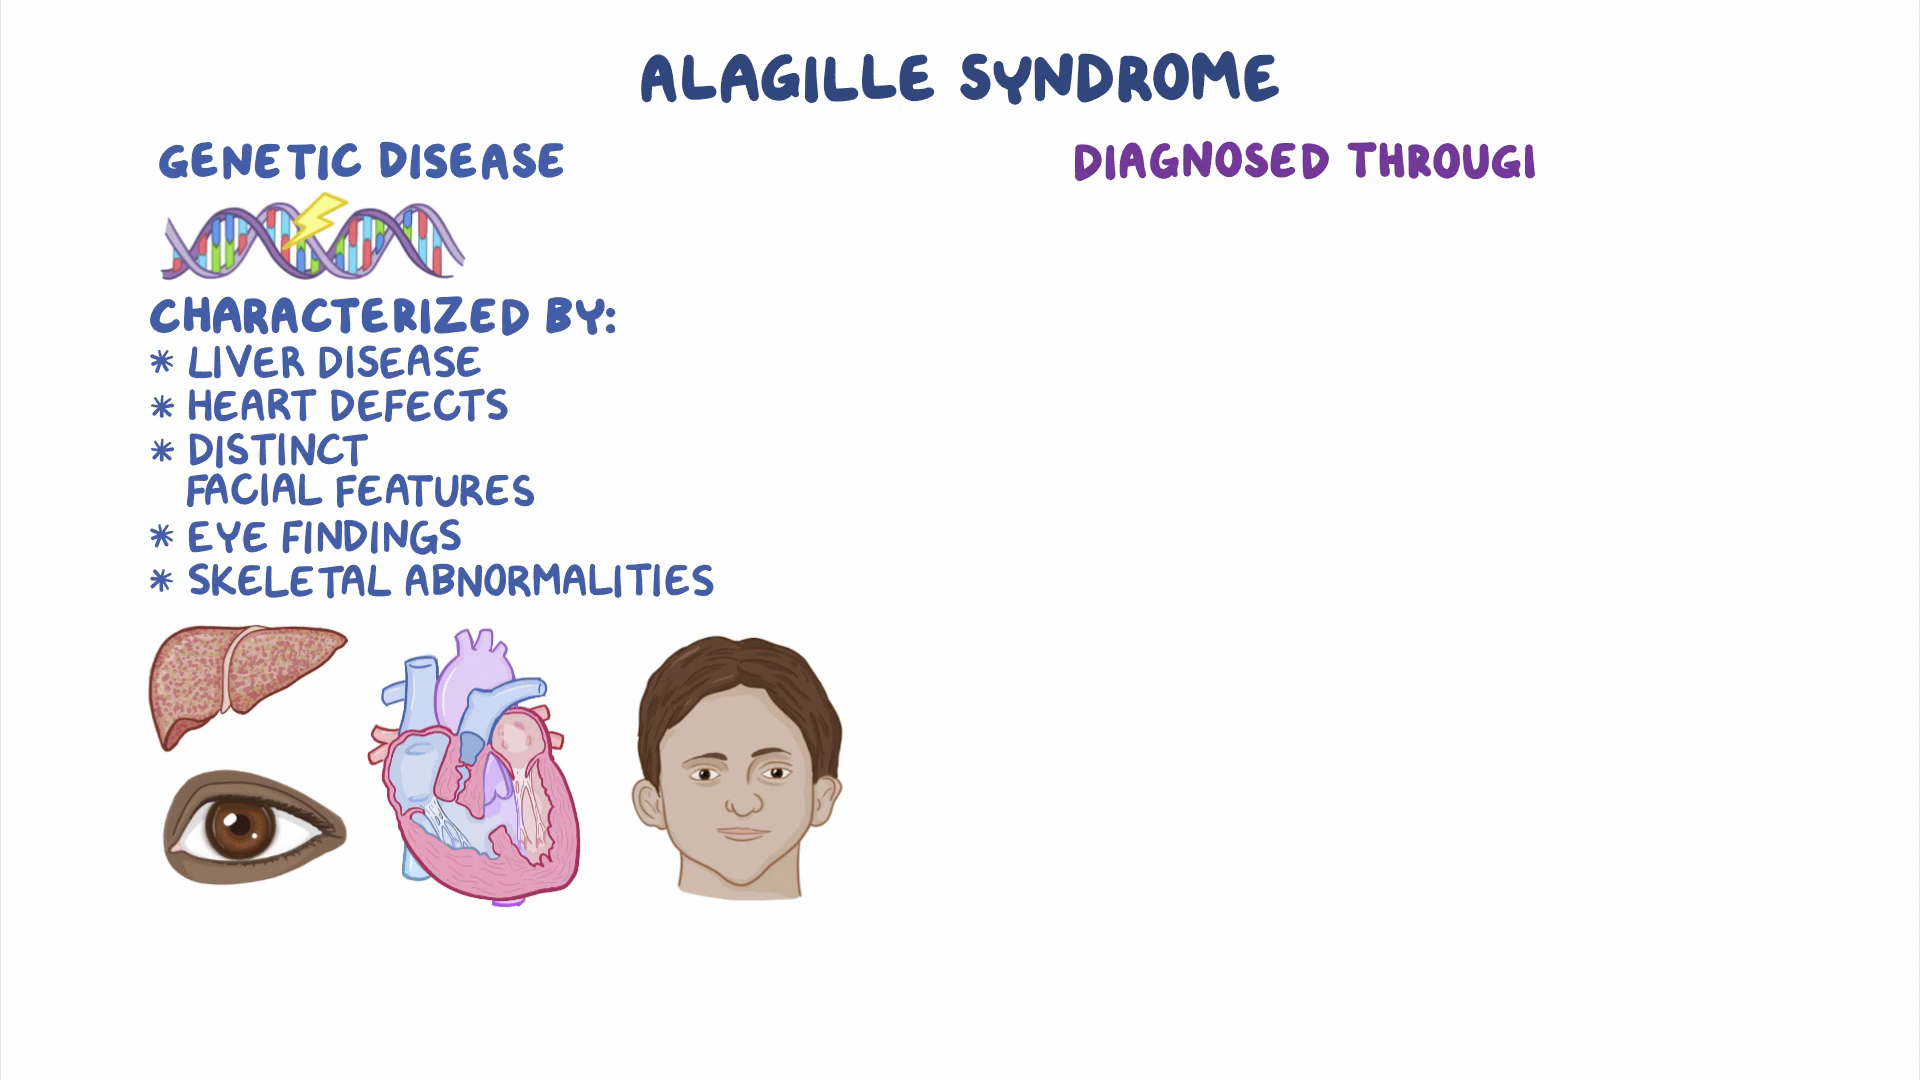 ALAGILLE SYNDROME
GENETIC DISEASE
CHARACTERIZED BY:
* LIVER DISEASE
* HEART DEFECTS
* DISTINCT
FACIAL FEATURES
* EYE FINDINGS
* SKELETAL ABNORMALITIES
DIAGNOSED THROUGI